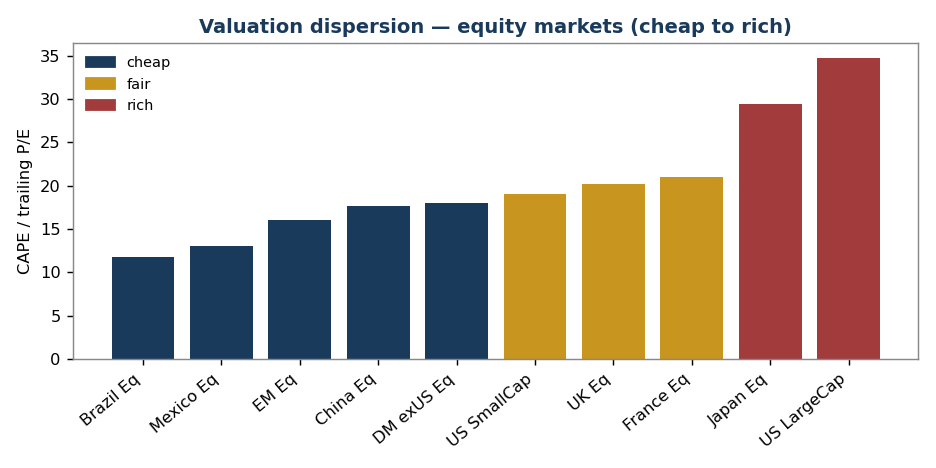 Valuation dispersion — equity markets (cheap to rich)
cheap
fair
rich
CAPE / trailing P/E
35
30
25
20
15
10
5
0
Brazil Eq
Mexico Eq
EM Eq
China Eq
DM exUS Eq
US SmallCap
UK Eq
France Eq
Japan Eq
US LargeCap